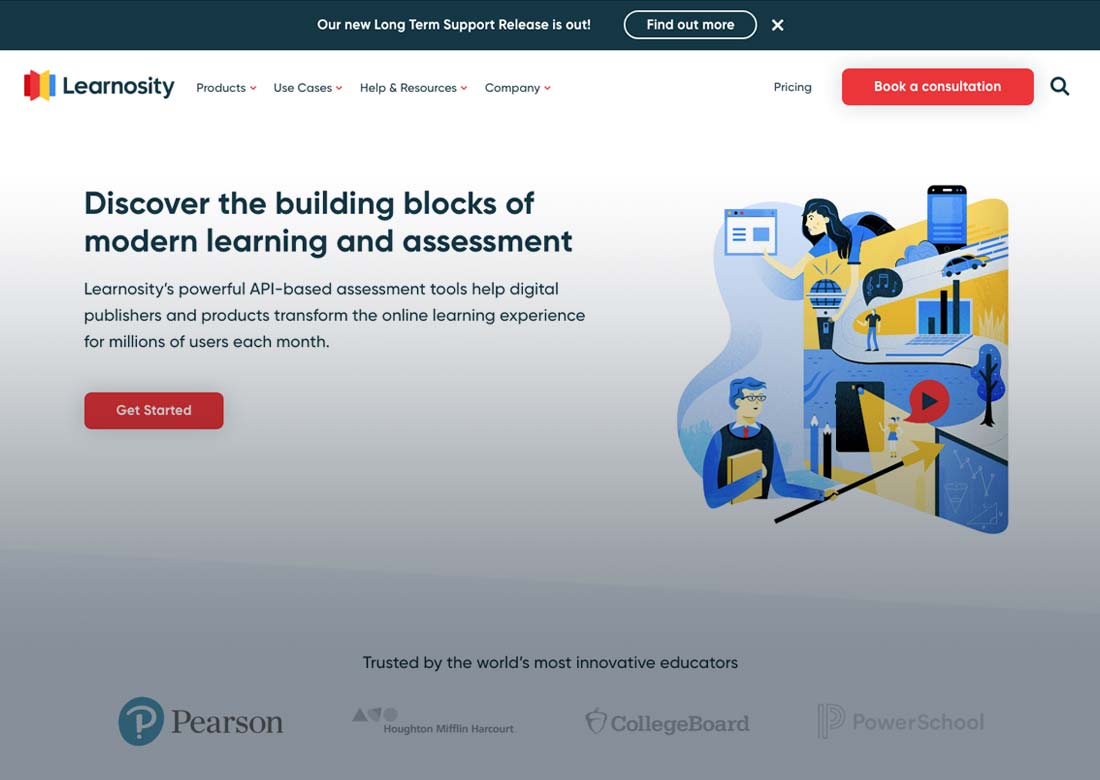 Our new Long Term Support Release is out! Find out more
Learnosity Products Use Cases Help & Resources Company Pricing Book a consultation
Discover the building blocks of
modern learning and assessment
Learnosity's powerful API-based assessment tools help digital
publishers and products transform the online learning experience
for millions of users each month.
Get Started
Trusted by the world's most innovative educators
Pearson Houghton Mifflin Harcourt CollegeBoard PowerSchool